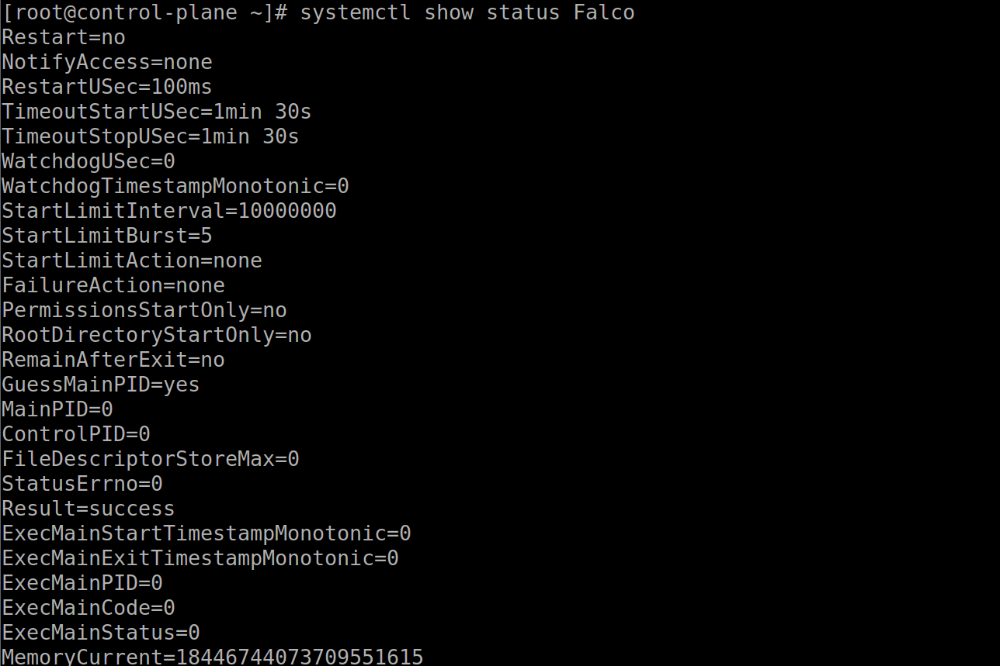 [root@control-plane ~]# systemctl show status Falco
Restart=no
NotifyAccess=none
RestartUSec=100ms
TimeoutStartUSec=1min 30s
TimeoutStopUSec=1min 30s
WatchdogUSec=0
WatchdogTimestampMonotonic=0
StartLimitInterval=10000000
StartLimitBurst=5
StartLimitAction=none
FailureAction=none
PermissionsStartOnly=no
RootDirectoryStartOnly=no
RemainAfterExit=no
GuessMainPID=yes
MainPID=0
ControlPID=0
FileDescriptorStoreMax=0
StatusErrno=0
Result=success
ExecMainStartTimestampMonotonic=0
ExecMainExitTimestampMonotonic=0
ExecMainPID=0
ExecMainCode=0
ExecMainStatus=0
MemoryCurrent=18446744073709551615